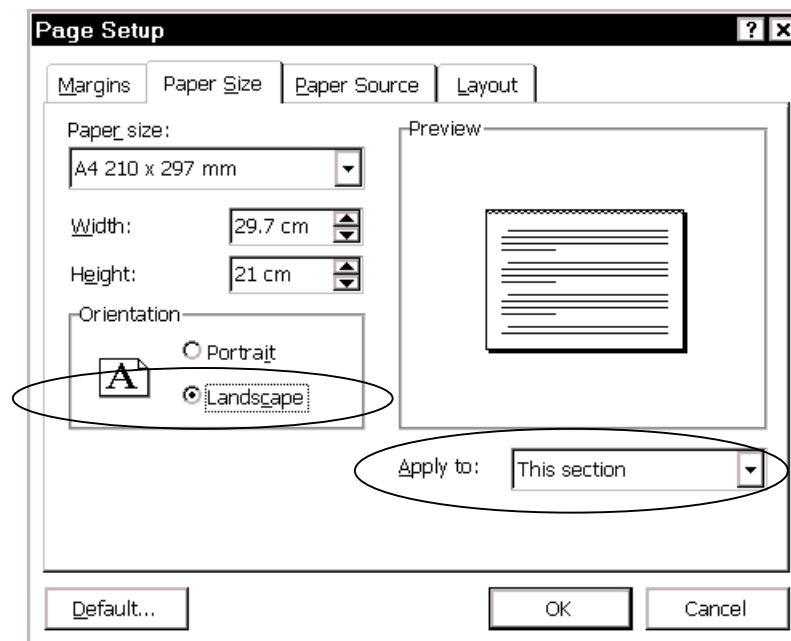 Page Setup
Margins Paper Size Paper Source Layout
Paper size:
A4 210 x 297 mm
Width: 29.7 cm
Height: 21 cm
Orientation
A
Portrait
Landscape
Preview
Apply to: This section
Default... OK Cancel